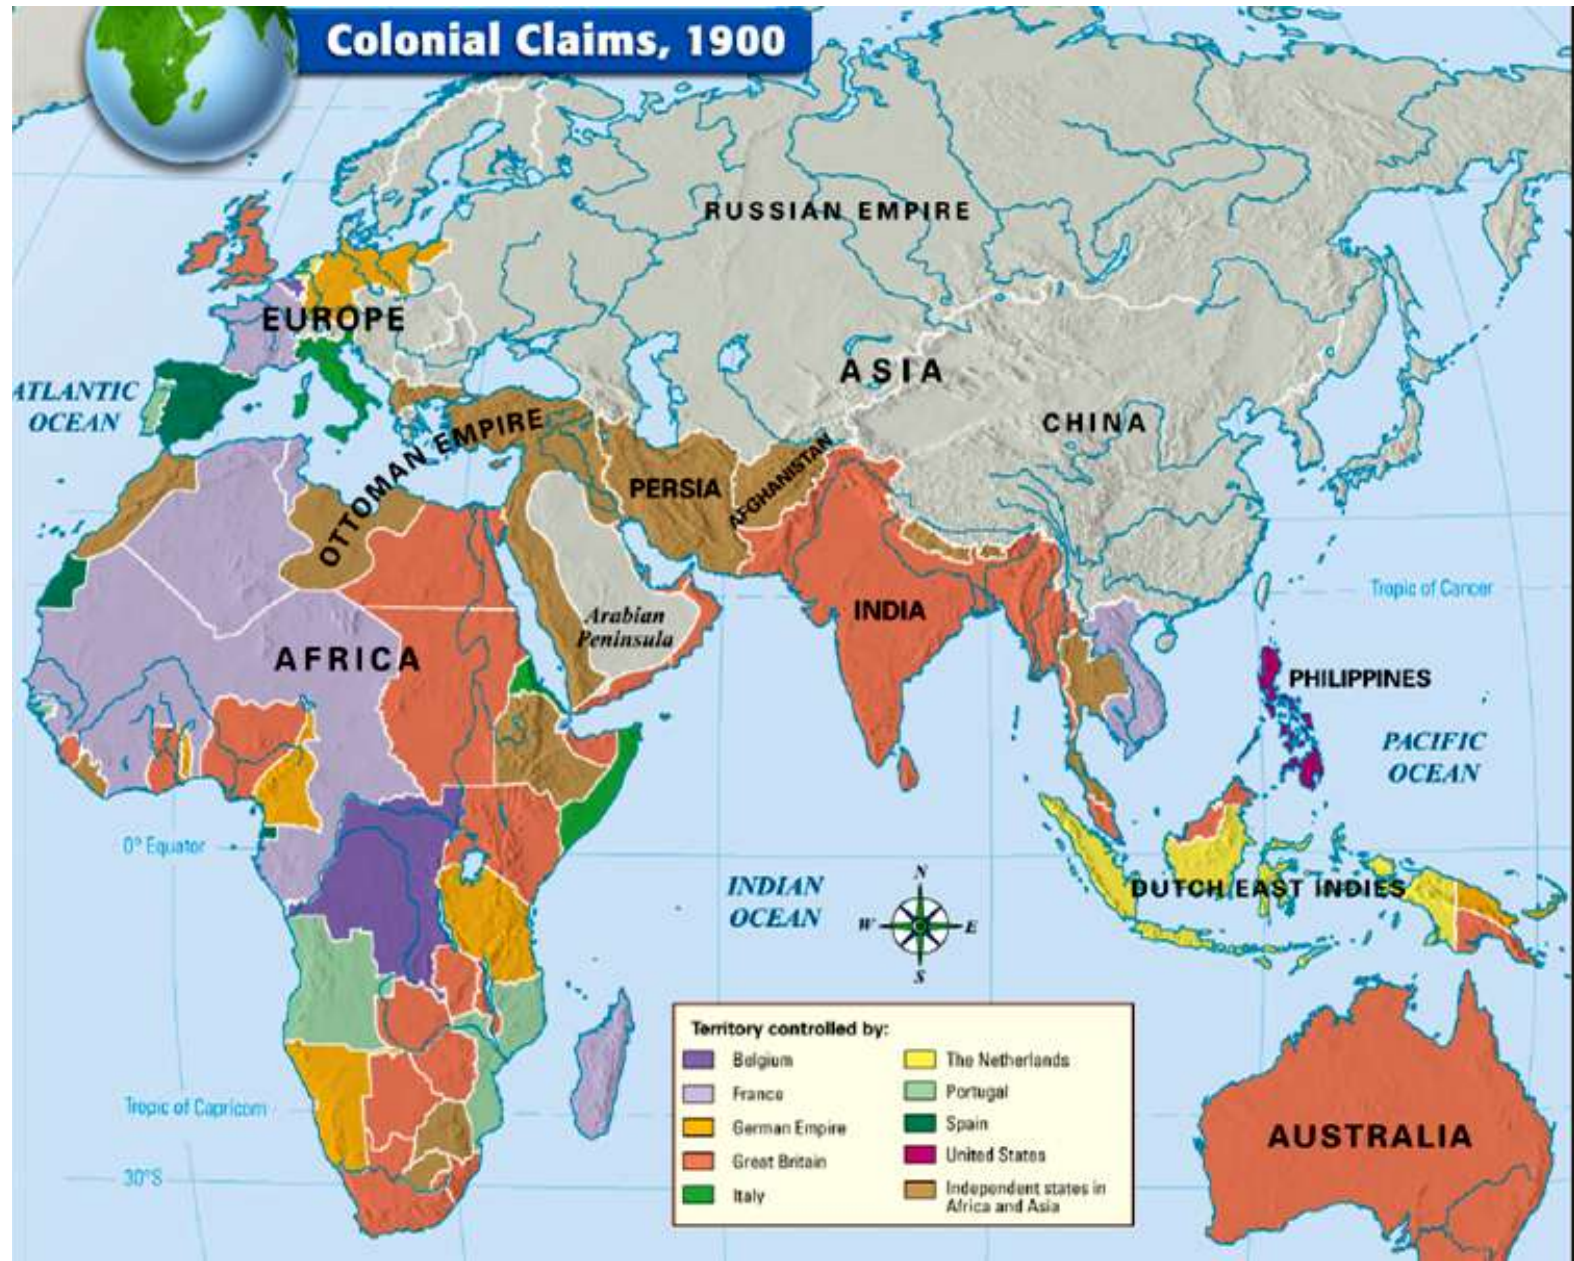 Colonial Claims, 1900
RUSSIAN EMPIRE
EUROPE
ASIA
ATLANTIC
OCEAN
CHINA
OTTOMAN EMPIRE
PERSIA
AFGHANISTAN
Tropic of Cancer
Arabian
Peninsula
INDIA
AFRICA
PHILIPPINES
PACIFIC
OCEAN
0° Equator
INDIAN
OCEAN
N
W
E
S
DUTCH EAST INDIES
Tropic of Capricorn
30°S
AUSTRALIA
Territory controlled by:
Belgium
France
German Empire
Great Britain
Italy
The Netherlands
Portugal
Spain
United States
Independent states in
Africa and Asia